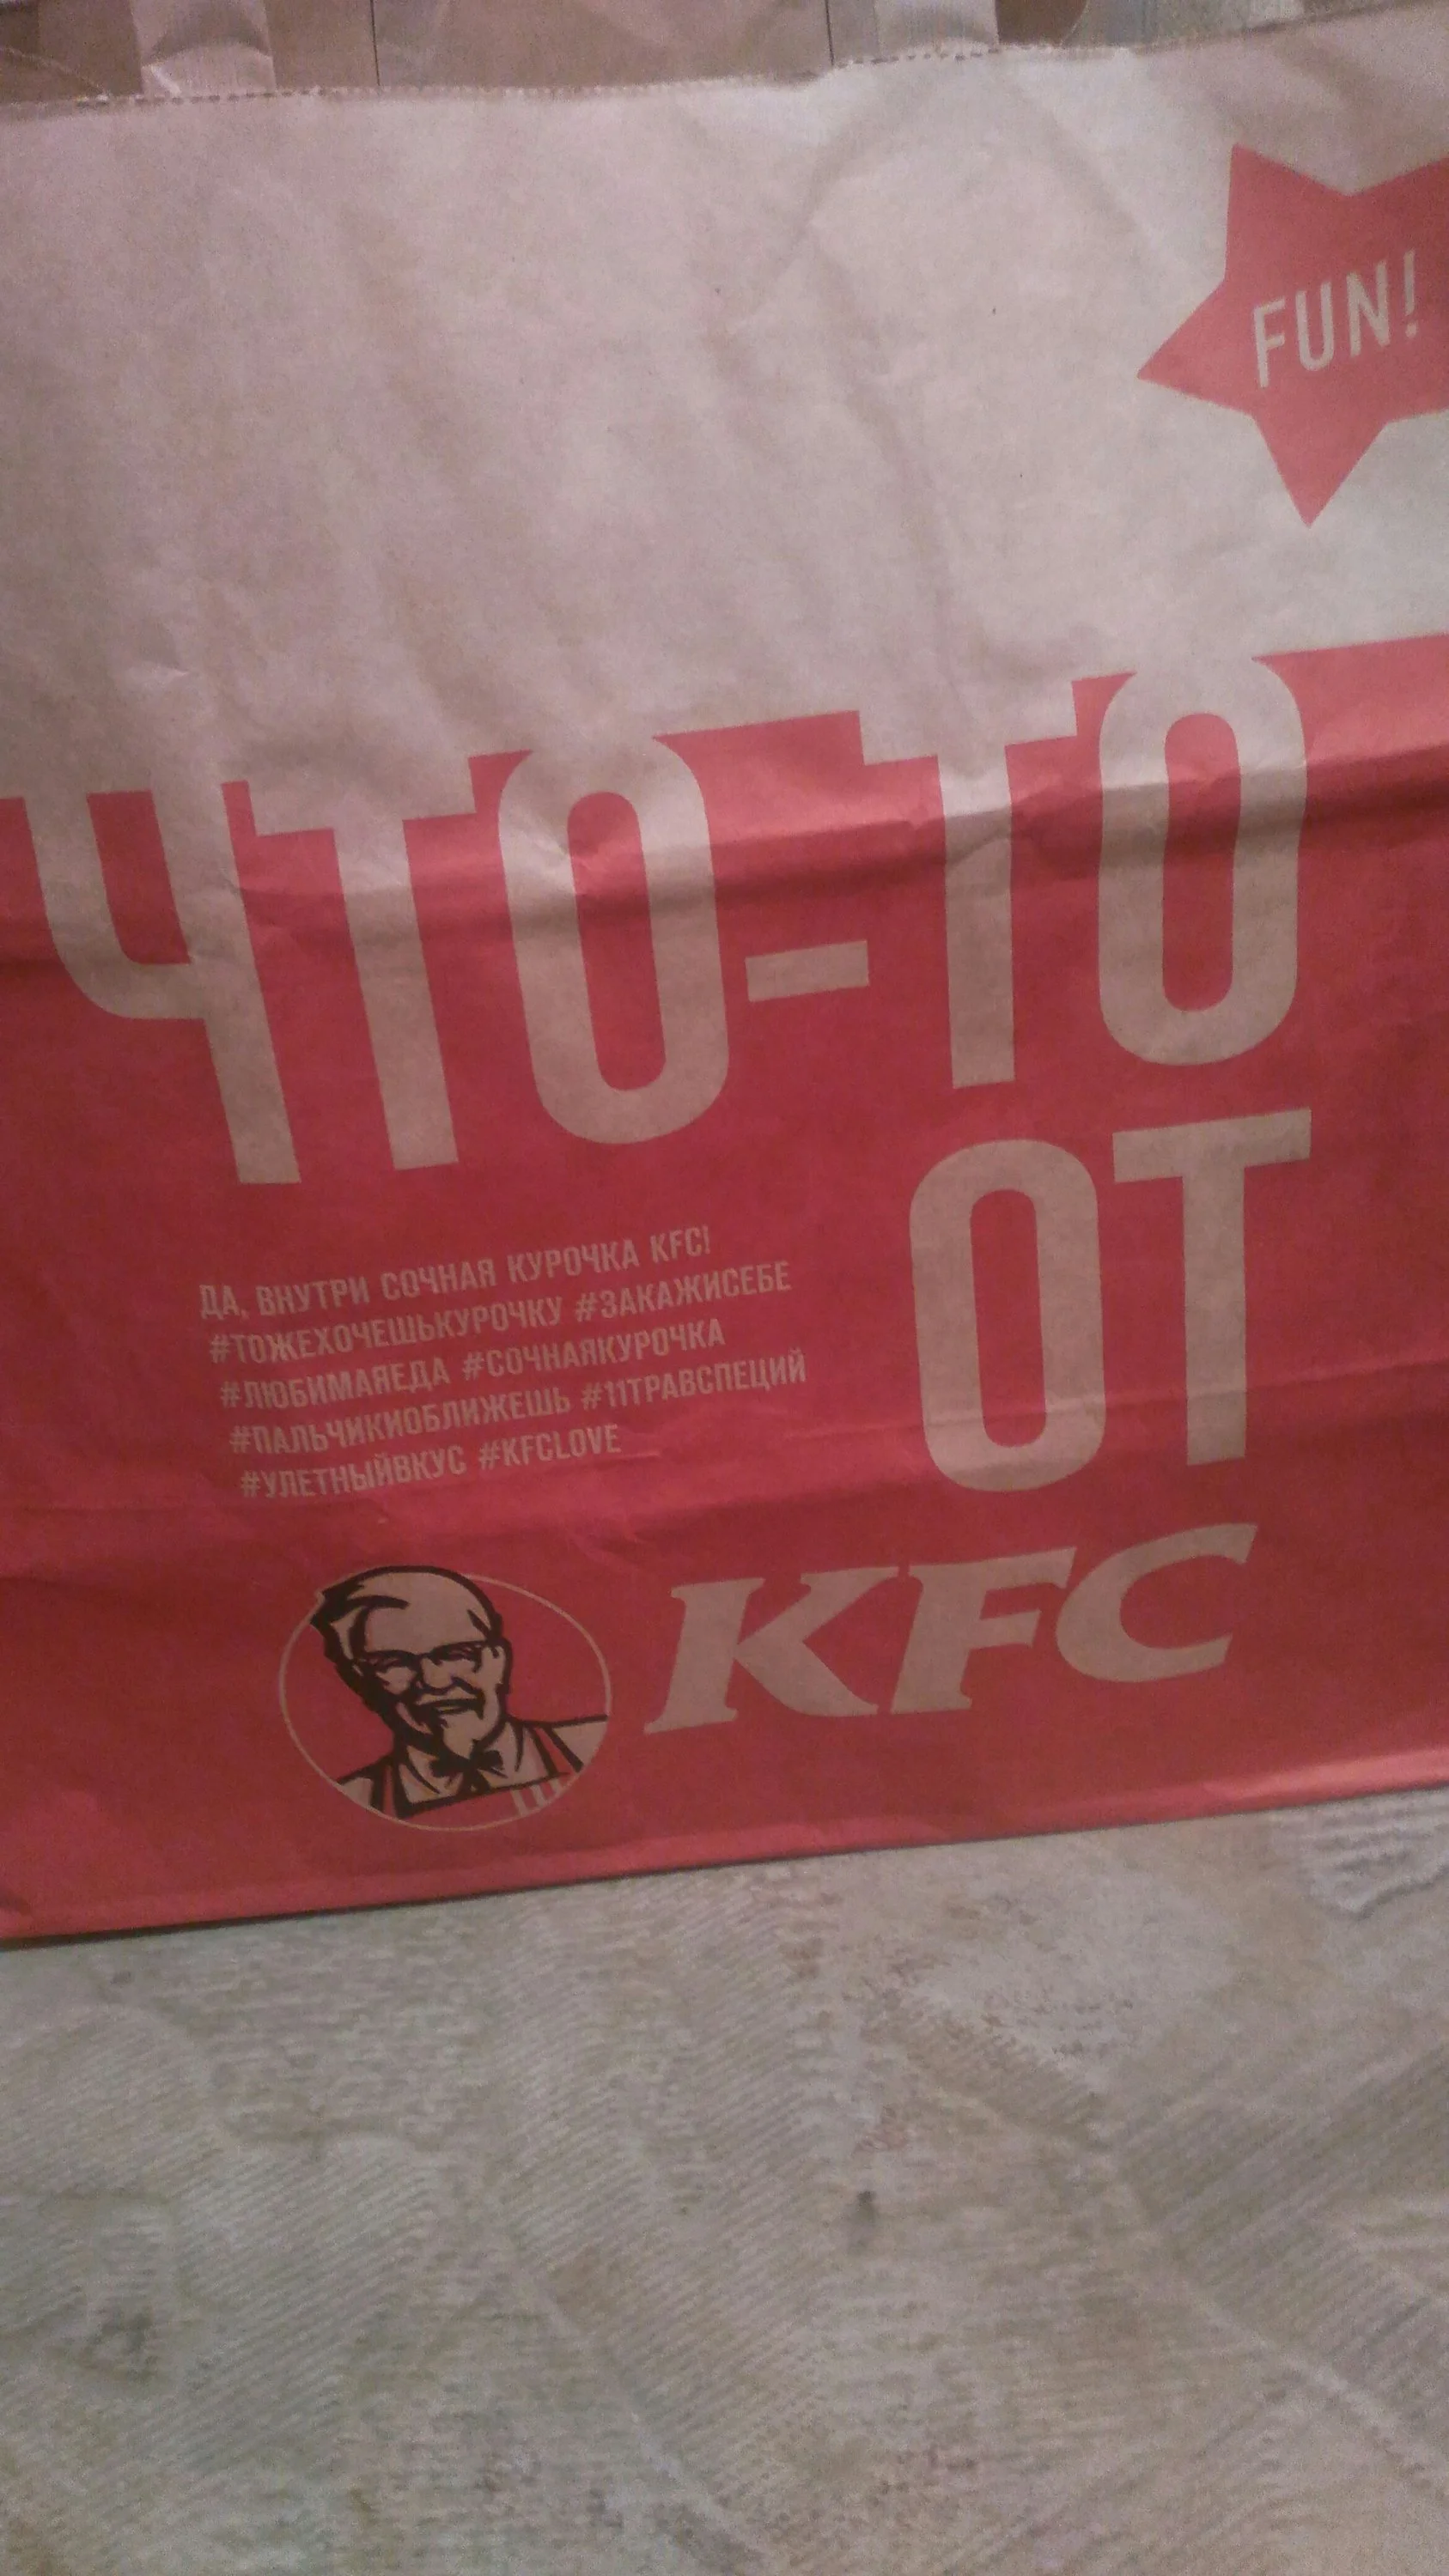 FUN!
ЧТО-ТО
ОТ
ДА, ВНУТРИ СОЧНАЯ КУРОЧКА KFC!
#ТОЖЕХОЧЕШЬКУРОЧКУ #ЗАКАЖИСЕБЕ
#ЛЮБИМАЯЕДА #СОЧНАЯКУРОЧКА
#ПАЛЬЧИКИОБЛИЖЕШЬ #11ТРАВСПЕЦИЙ
#УЛЕТНЫЙВКУС #KFCLOVE
KFC